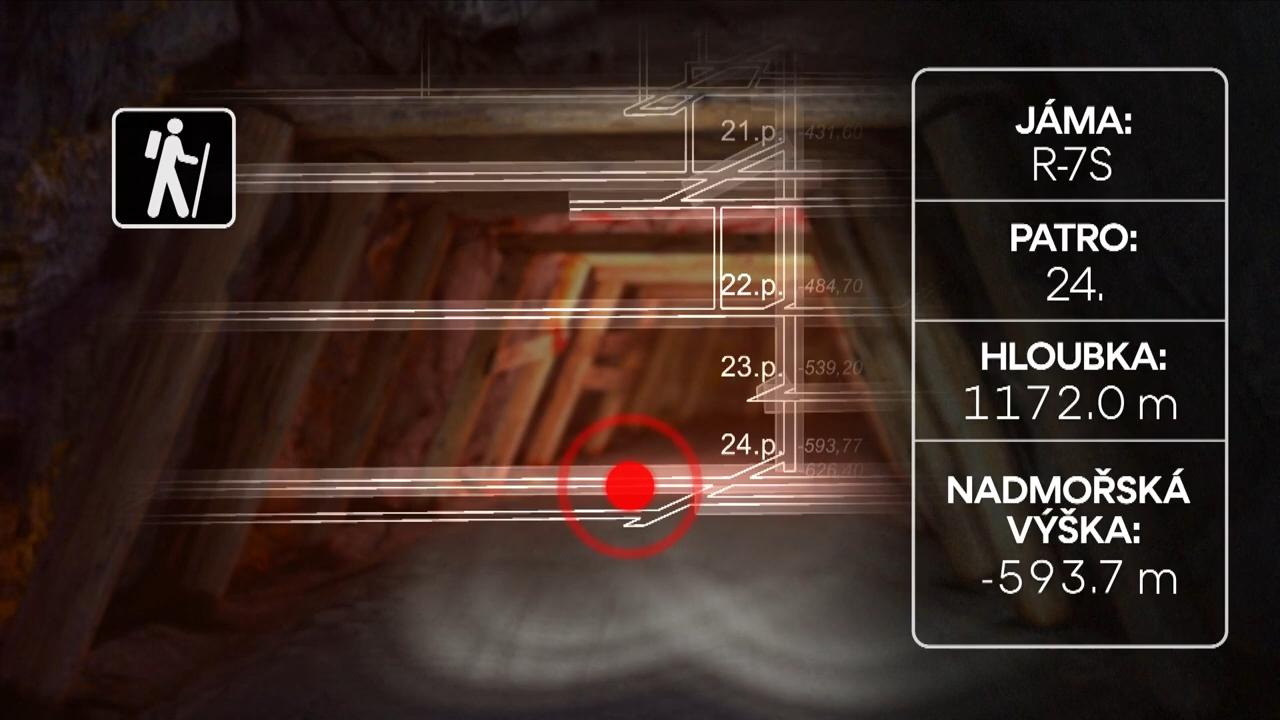 21.p. -431,60
22.p. -484,70
23.p. -539,20
24.p. -593,77
626,40
JÁMA:
R-7S
PATRO:
24.
HLOUBKA:
1172.0 m
NADMOŘSKÁ
VÝŠKA:
-593.7 m